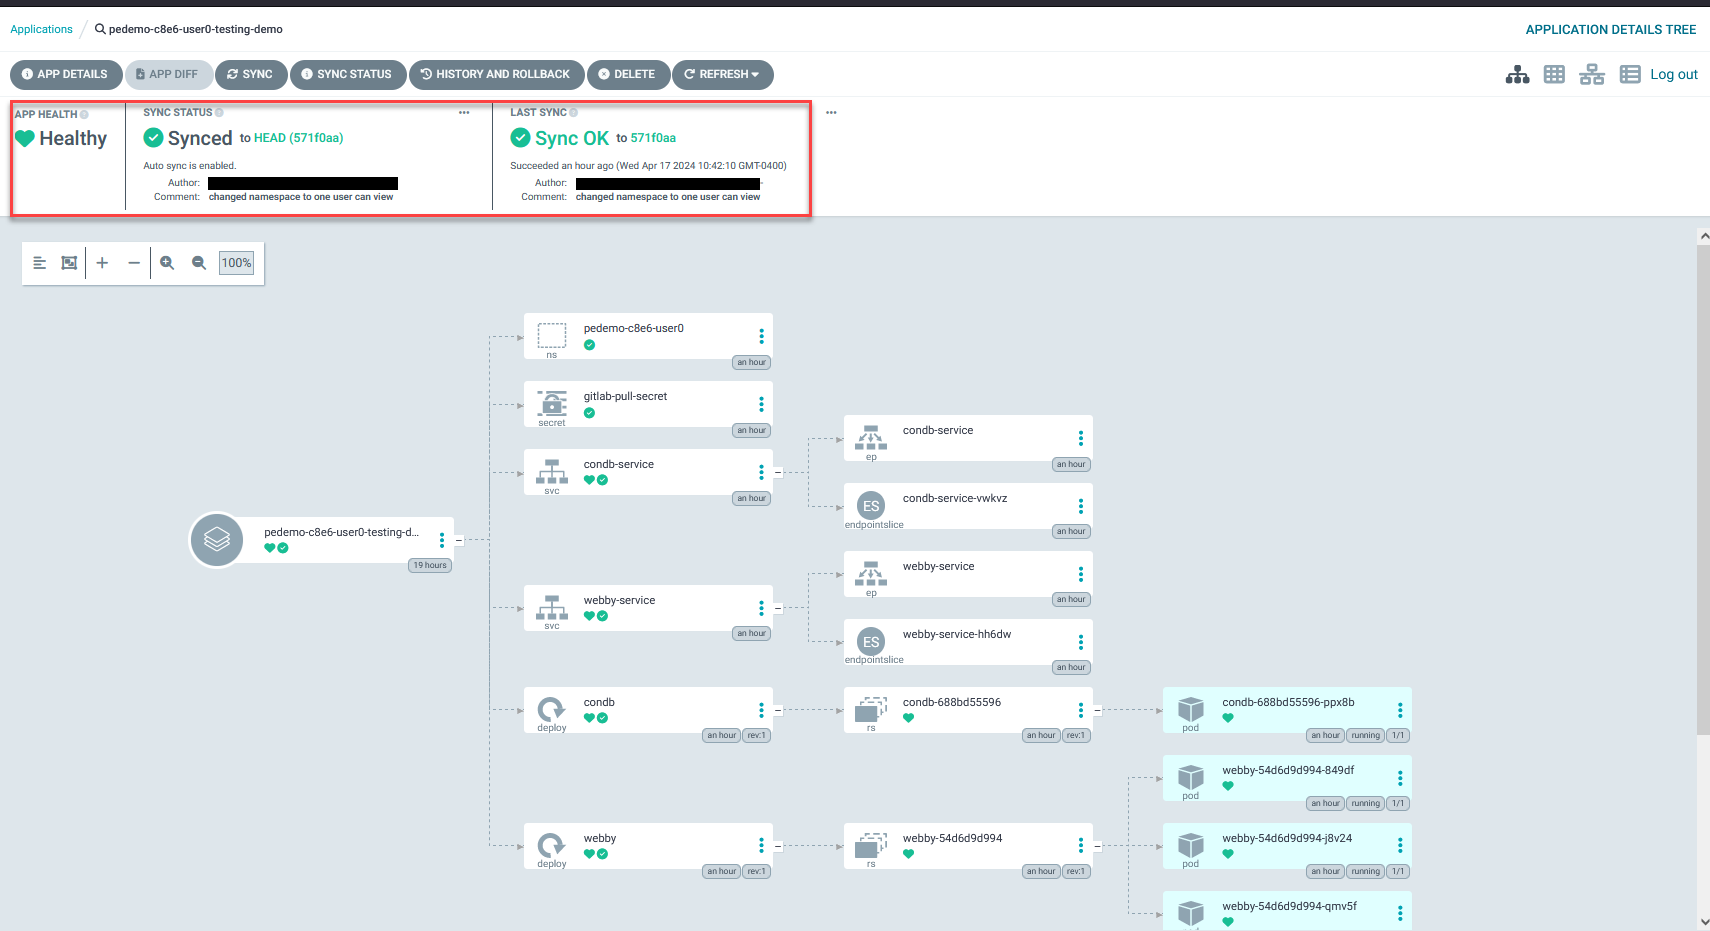 Applications / pedemo-c8e6-user0-testing-demo
APPLICATION DETAILS TREE
APP DETAILS APP DIFF SYNC SYNC STATUS HISTORY AND ROLLBACK DELETE REFRESH
Log out
APP HEALTH
Healthy
SYNC STATUS
Synced to HEAD (571f0aa)
Auto sync is enabled.
Author:
Comment: changed namespace to one user can view
LAST SYNC
Sync OK to 571f0aa
Succeeded an hour ago (Wed Apr 17 2024 10:42:10 GMT-0400)
Author:
Comment: changed namespace to one user can view
100%
pedemo-c8e6-user0-testing-d...
19 hours
pedemo-c8e6-user0
ns
an hour
gitlab-pull-secret
secret
an hour
condb-service
svc
an hour
condb-service
ep
an hour
ES
condb-service-vwkvz
endpointslice
an hour
webby-service
svc
an hour
webby-service
ep
an hour
ES
webby-service-hh6dw
endpointslice
an hour
condb
deploy
an hour rev:1
condb-688bd55596
rs
an hour rev:1
condb-688bd55596-ppx8b
pod
an hour running 1/1
webby-54d6d9d994-849df
pod
an hour running 1/1
webby
deploy
an hour rev:1
webby-54d6d9d994
rs
an hour rev:1
webby-54d6d9d994-j8v24
pod
an hour running 1/1
webby-54d6d9d994-qmv5f